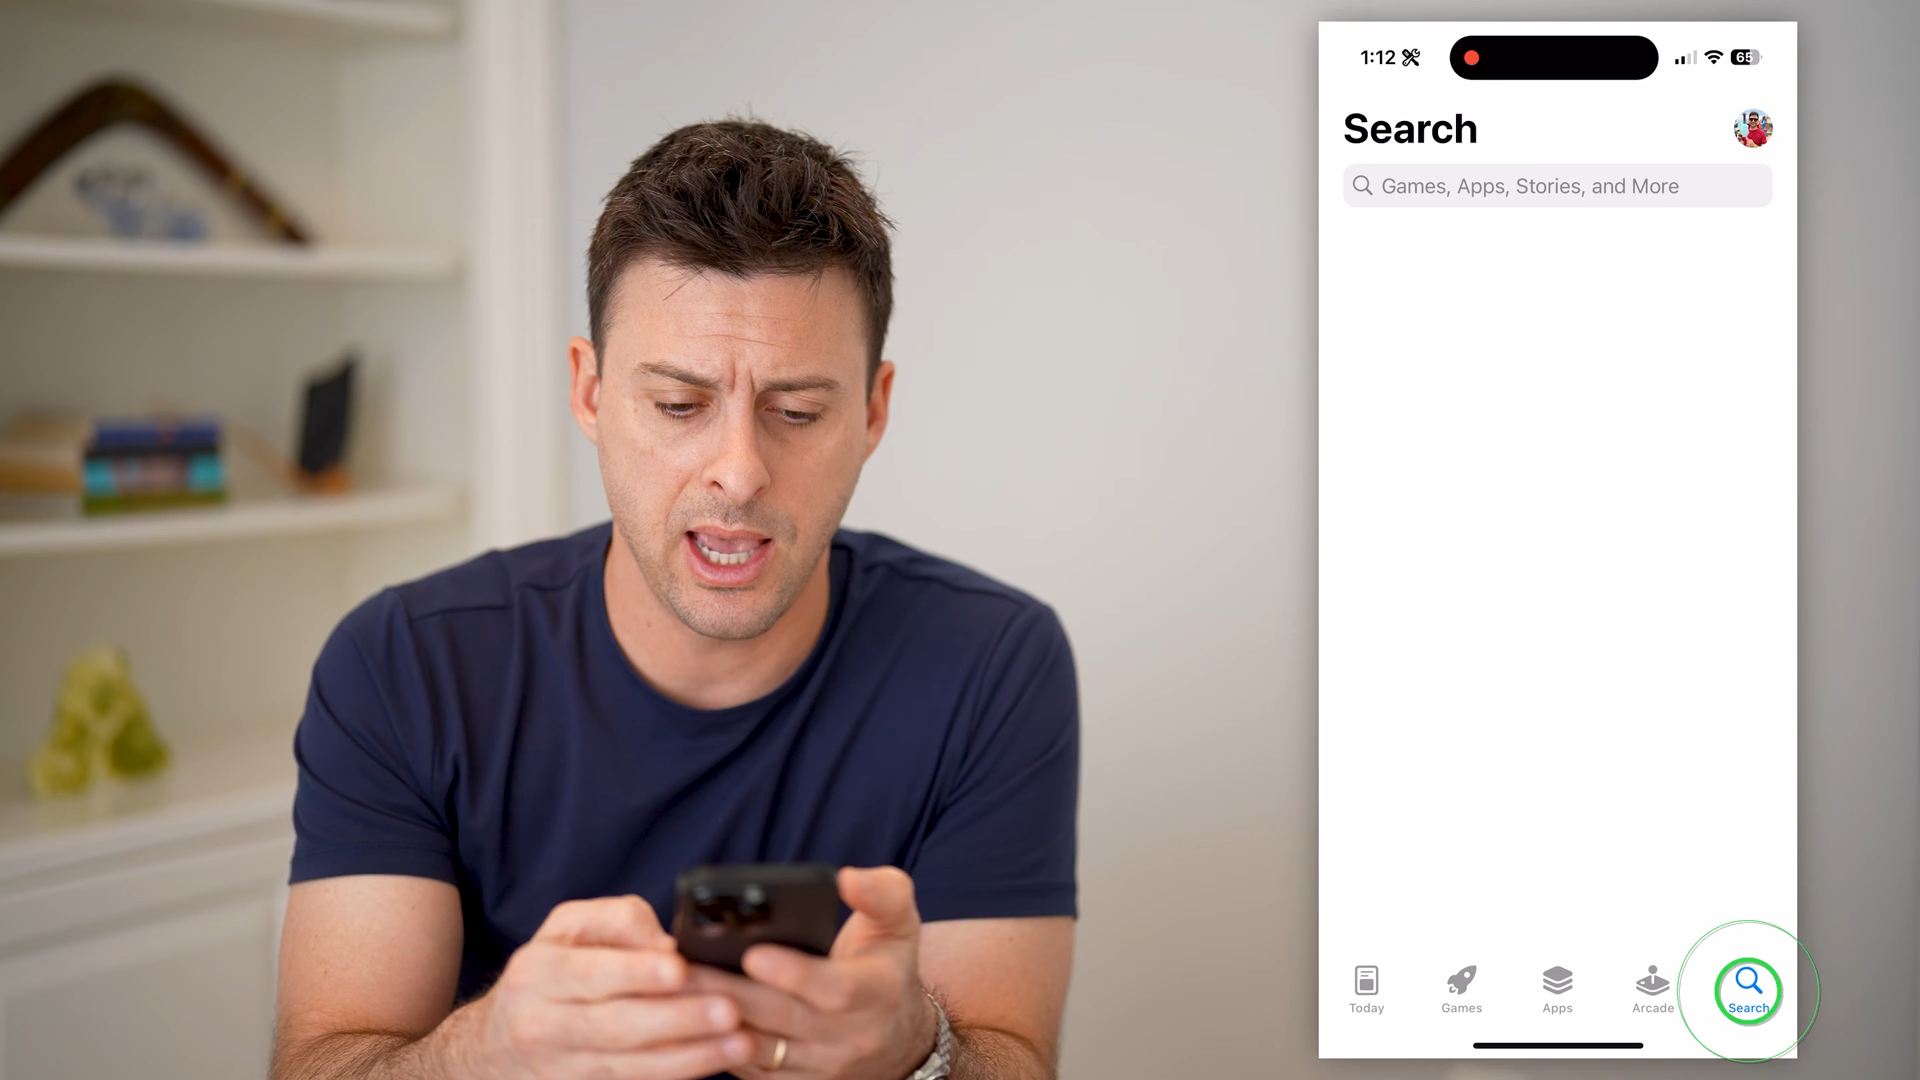 1:12
65
Search
Games, Apps, Stories, and More
Today
Games
Apps
Arcade
Search